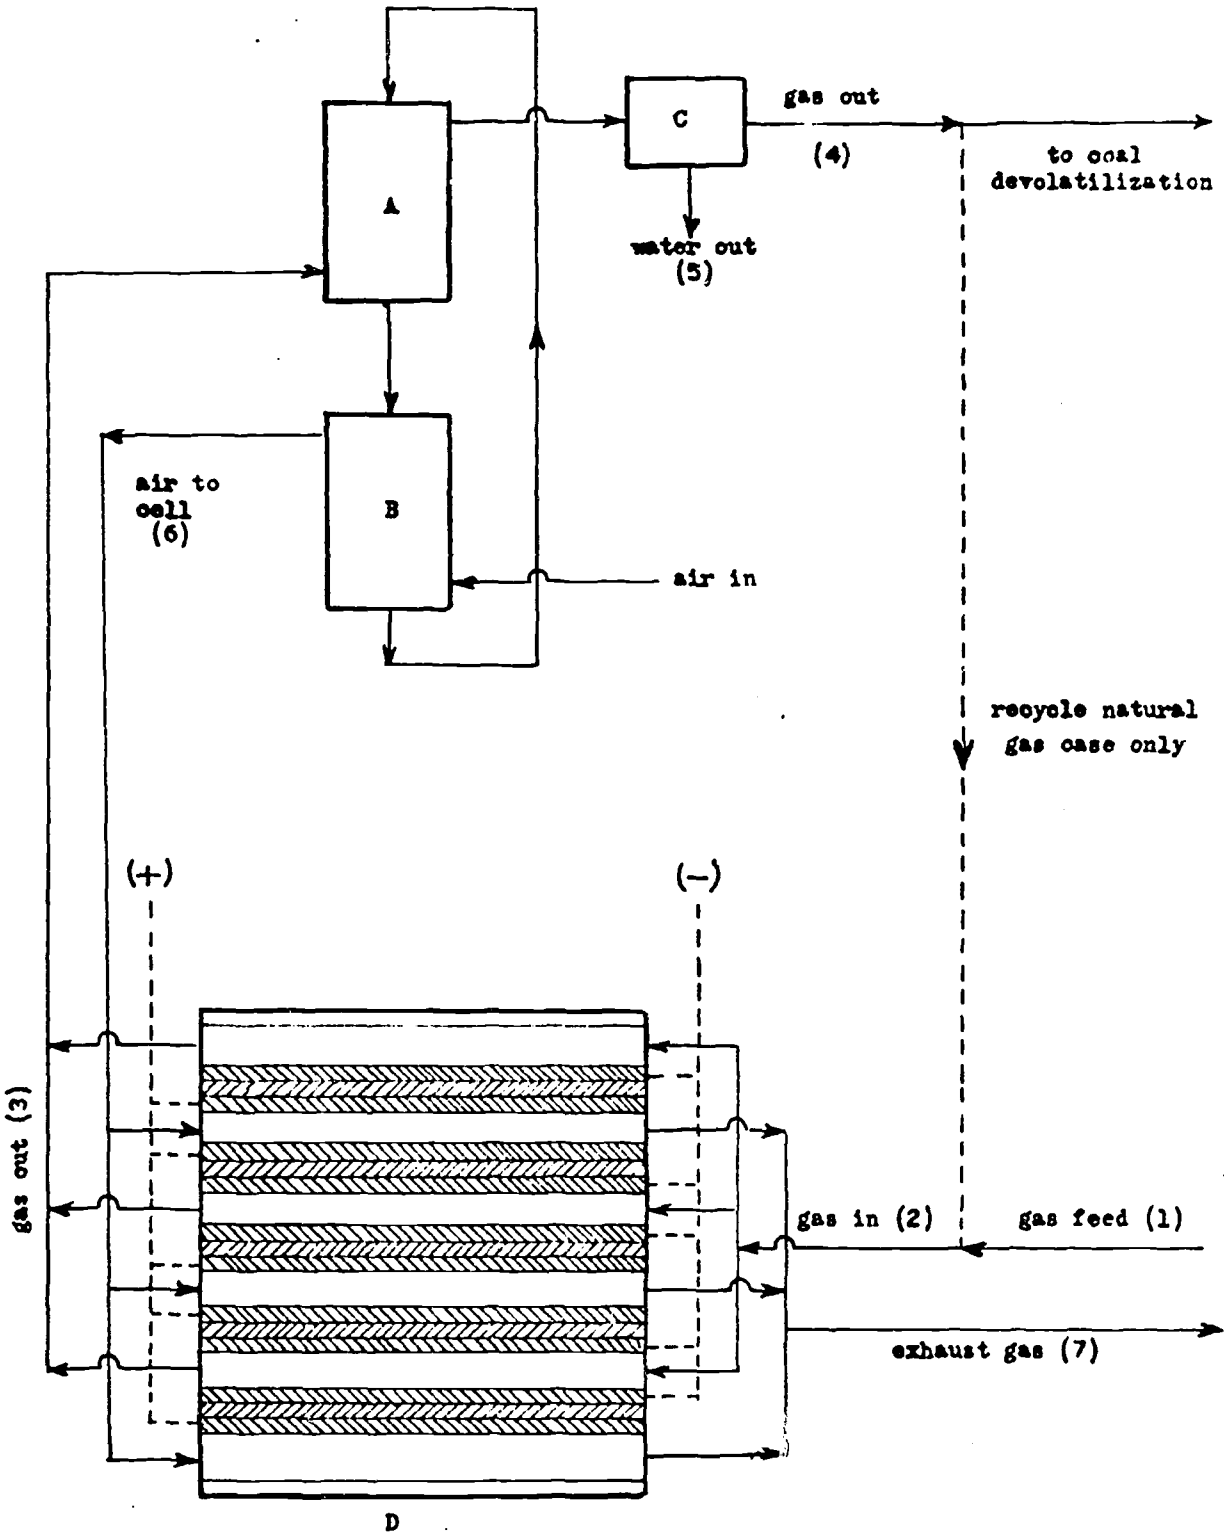 gas out
C
(4)
to coal
devolatilization
A
water out
(5)
air to
cell
(6)
B
air in
recycle natural
gas case only
(+)
(-)
gas out (3)
gas in (2)
gas feed (1)
exhaust gas (7)
D